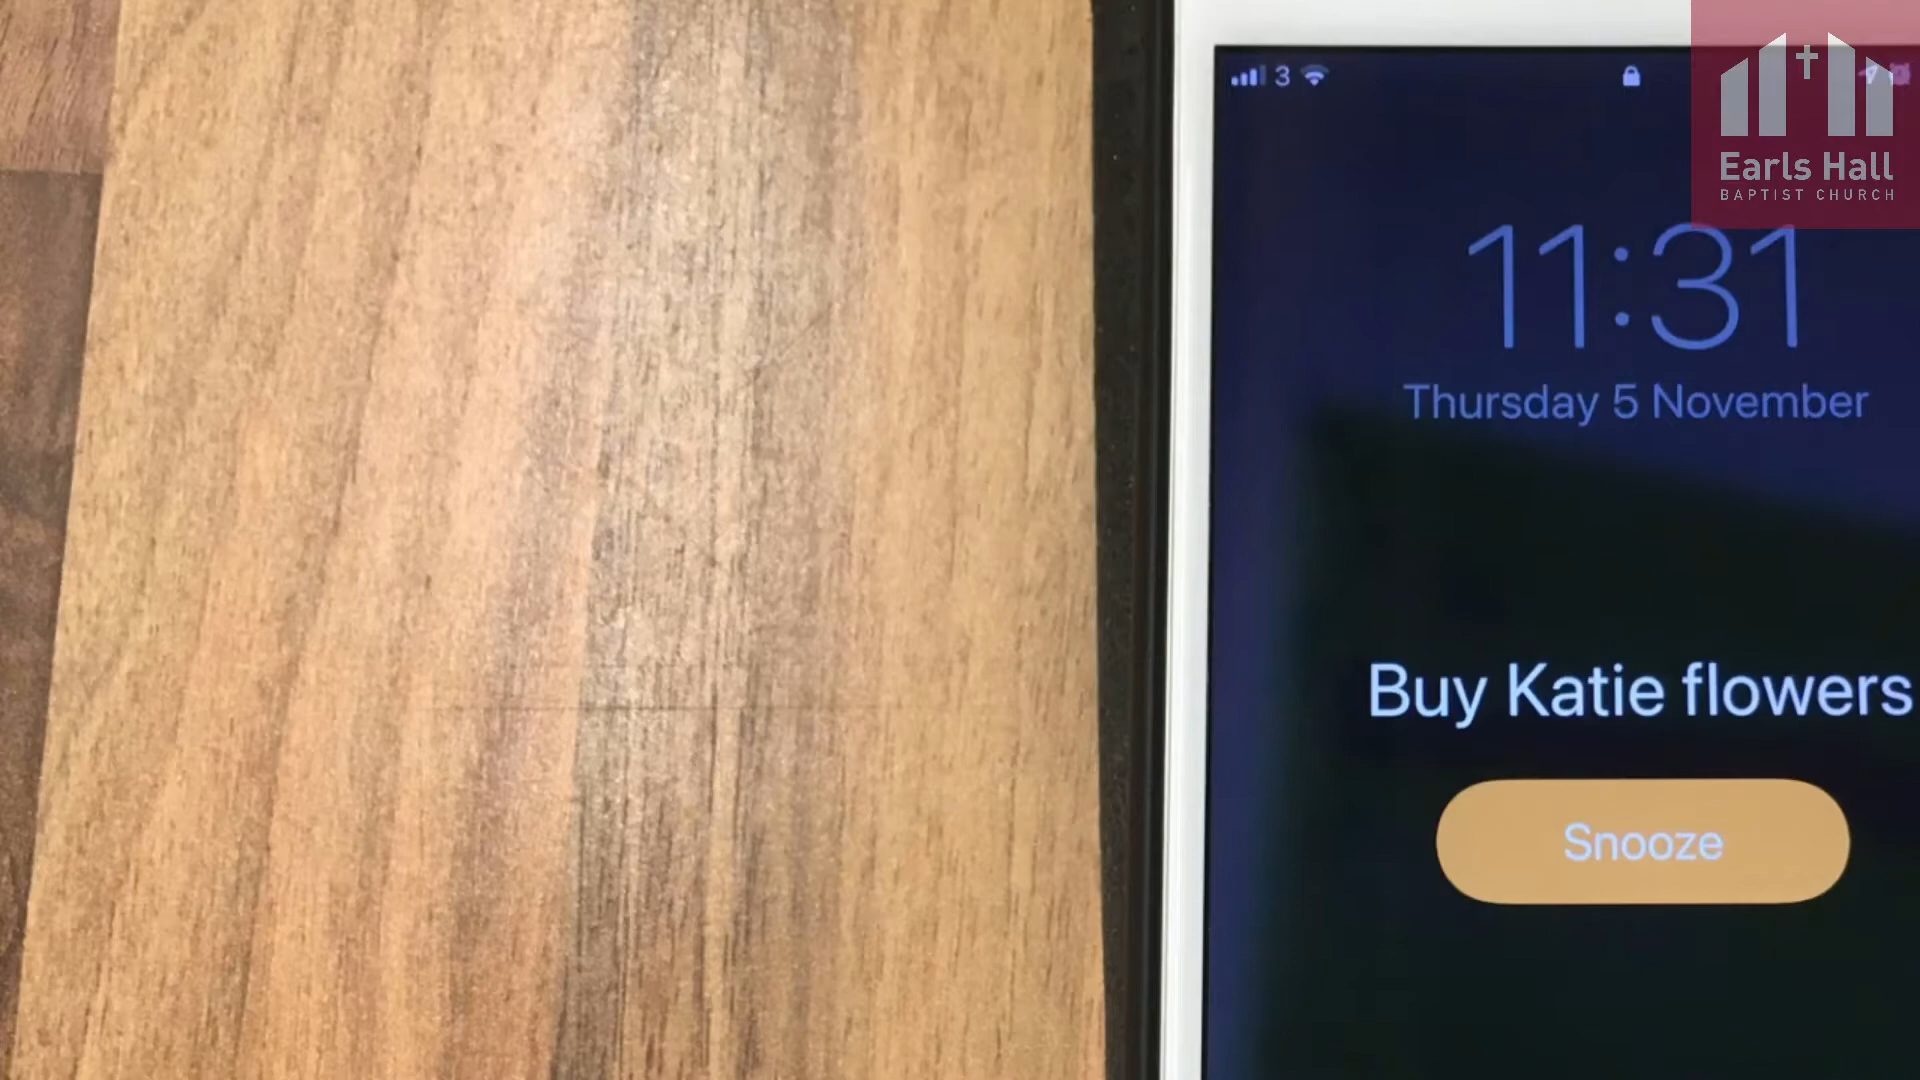 3
Earls Hall
BAPTIST CHURCH
11:31
Thursday 5 November
Buy Katie flowers
Snooze